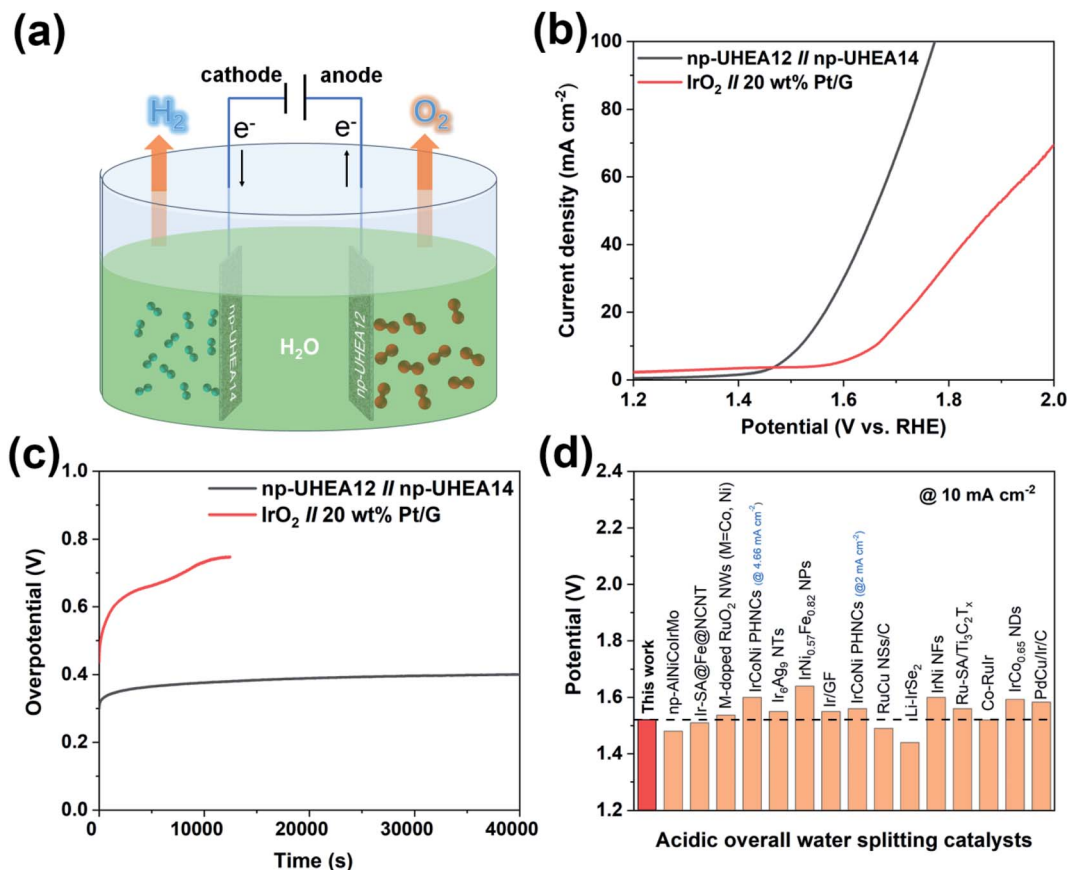 (a)
cathode
anode
H₂
e⁻
e⁻
O₂
np-UHEA14
H₂O
np-UHEA12
(b)
np-UHEA12 // np-UHEA14
IrO₂ // 20 wt% Pt/G
100
80
60
40
20
0
Current density (mA cm⁻²)
1.2
1.4
1.6
1.8
2.0
Potential (V vs. RHE)
(c)
np-UHEA12 // np-UHEA14
IrO₂ // 20 wt% Pt/G
1.0
0.8
0.6
0.4
0.2
0.0
Overpotential (V)
0
10000
20000
30000
40000
Time (s)
(d)
@ 10 mA cm⁻²
2.4
2.2
2.0
1.8
1.6
1.4
1.2
Potential (V)
This work
np-AlNiCoIrMo
Ir-SA@Fe@NCNT
M-doped RuO₂ NWs (M=Co, Ni)
IrCoNi PHNCs (@ 4.66 mA cm⁻²)
Ir₆Ag₉ NTs
IrNi₀.₅₇Fe₀.₈₂ NPs
Ir/GF
IrCoNi PHNCs (@2 mA cm⁻²)
RuCu NSs/C
Li-IrSe₂
IrNi NFs
Ru-SA/Ti₃C₂Tₓ
Co-RuIr
IrCo₀.₆₅ NDs
PdCu/Ir/C
Acidic overall water splitting catalysts